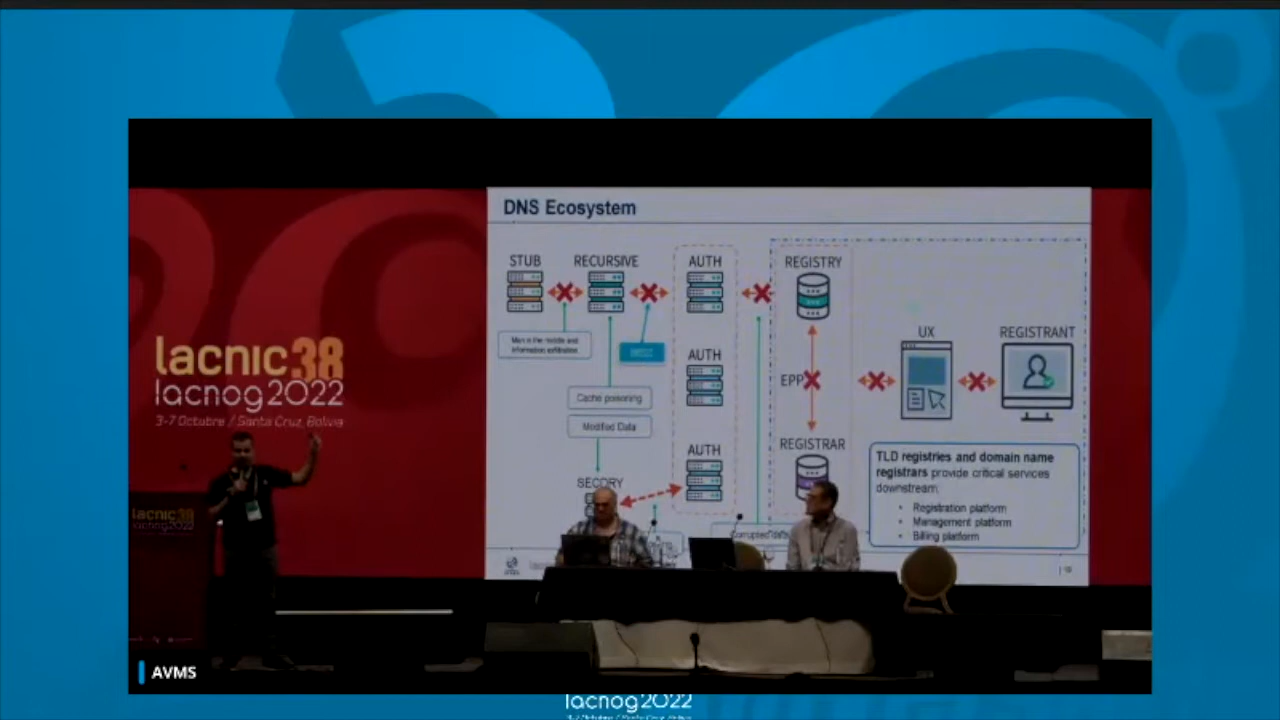 DNS Ecosystem
STUB
RECURSIVE
AUTH
REGISTRY
Man in the middle and
information exfiltration
UX
REGISTRANT
AUTH
EPP
Cache poisoning
Modified Data
AUTH
REGISTRAR
TLD registries and domain name
registrars provide critical services
downstream:
• Registration platform
• Management platform
• Billing platform
Corrupted data
lacnic38
lacnog2022
3-7 Octubre / Santa Cruz, Bolivia
lacnic38
lacnog2022
AVMS
lacnog2022